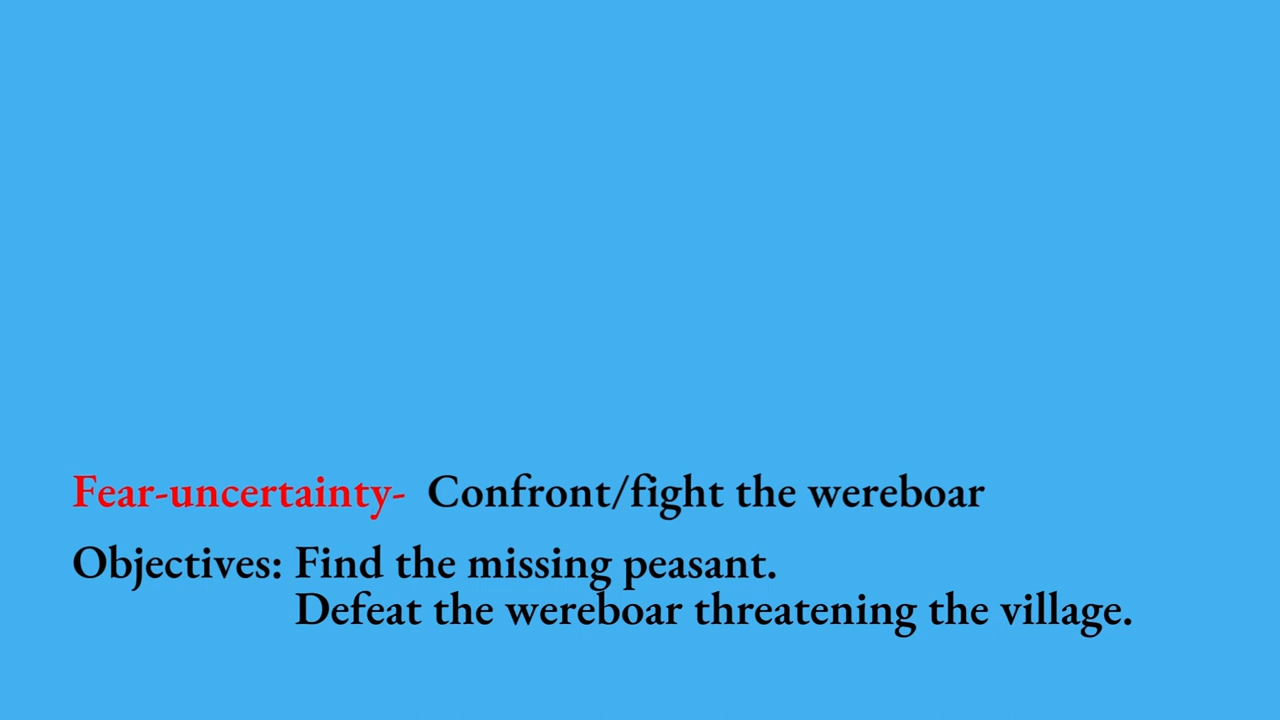 Fear-uncertainty- Confront/fight the wereboar
Objectives: Find the missing peasant.
Defeat the wereboar threatening the village.